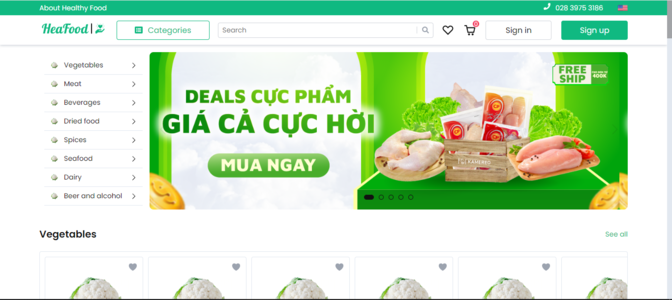 About Healthy Food
028 3975 3186
HeaFood
Categories
Search
0
Sign in
Sign up
Vegetables
Meat
Beverages
Dried food
Spices
Seafood
Dairy
Beer and alcohol
DEALS CỰC PHẨM
GIÁ CẢ CỰC HỜI
MUA NGAY
FREE
SHIP
Vegetables
See all